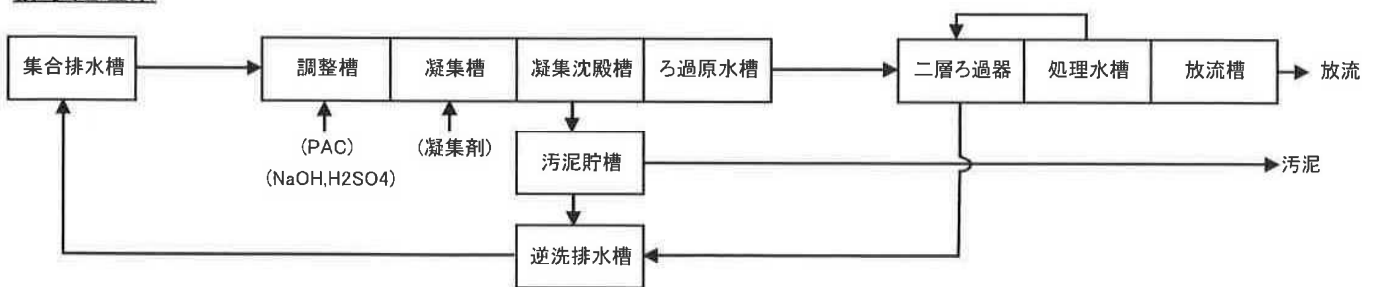 集合排水槽
調整槽
凝集槽
凝集沈殿槽
ろ過原水槽
二層ろ過器
処理水槽
放流槽
放流
(PAC)
(NaOH,H2SO4)
(凝集剤)
汚泥貯槽
汚泥
逆洗排水槽